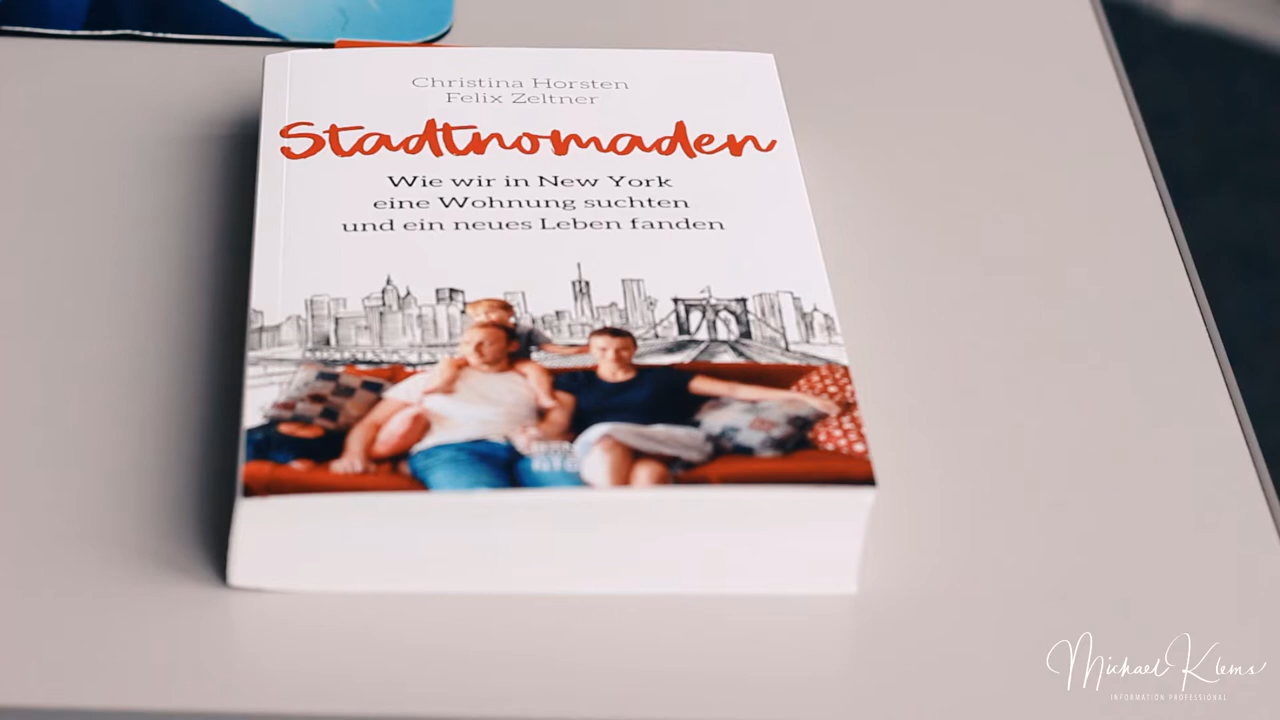 Christina Horsten
Felix Zeltner
Stadtnomaden
Wie wir in New York
eine Wohnung suchten
und ein neues Leben fanden
Michael Klems
INFORMATION PROFESSIONAL